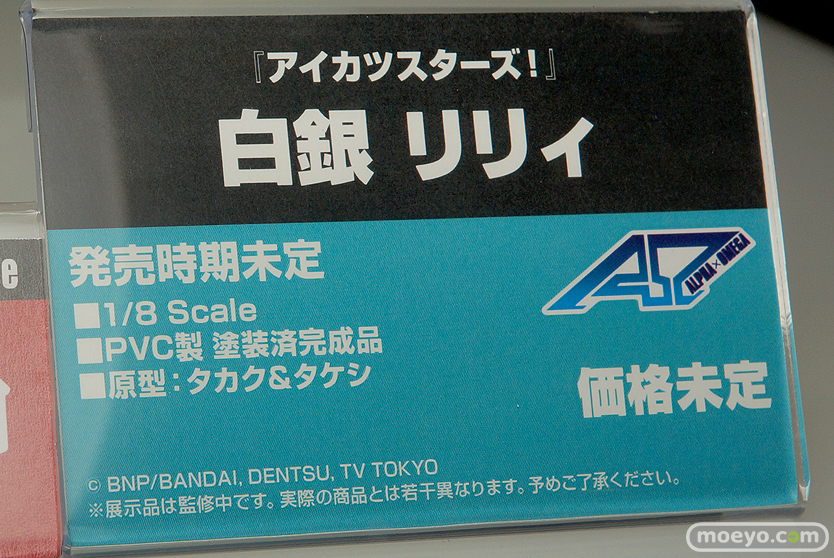 『アイカツスターズ！』
白銀 リリィ
発売時期未定
■1/8 Scale
■PVC製 塗装済完成品
■原型：タカク&タケシ
ALPHA×OMEGA
価格未定
© BNP/BANDAI, DENTSU, TV TOKYO
※展示品は監修中です。実際の商品とは若干異なります。予めご了承ください。
e
moeyo.com